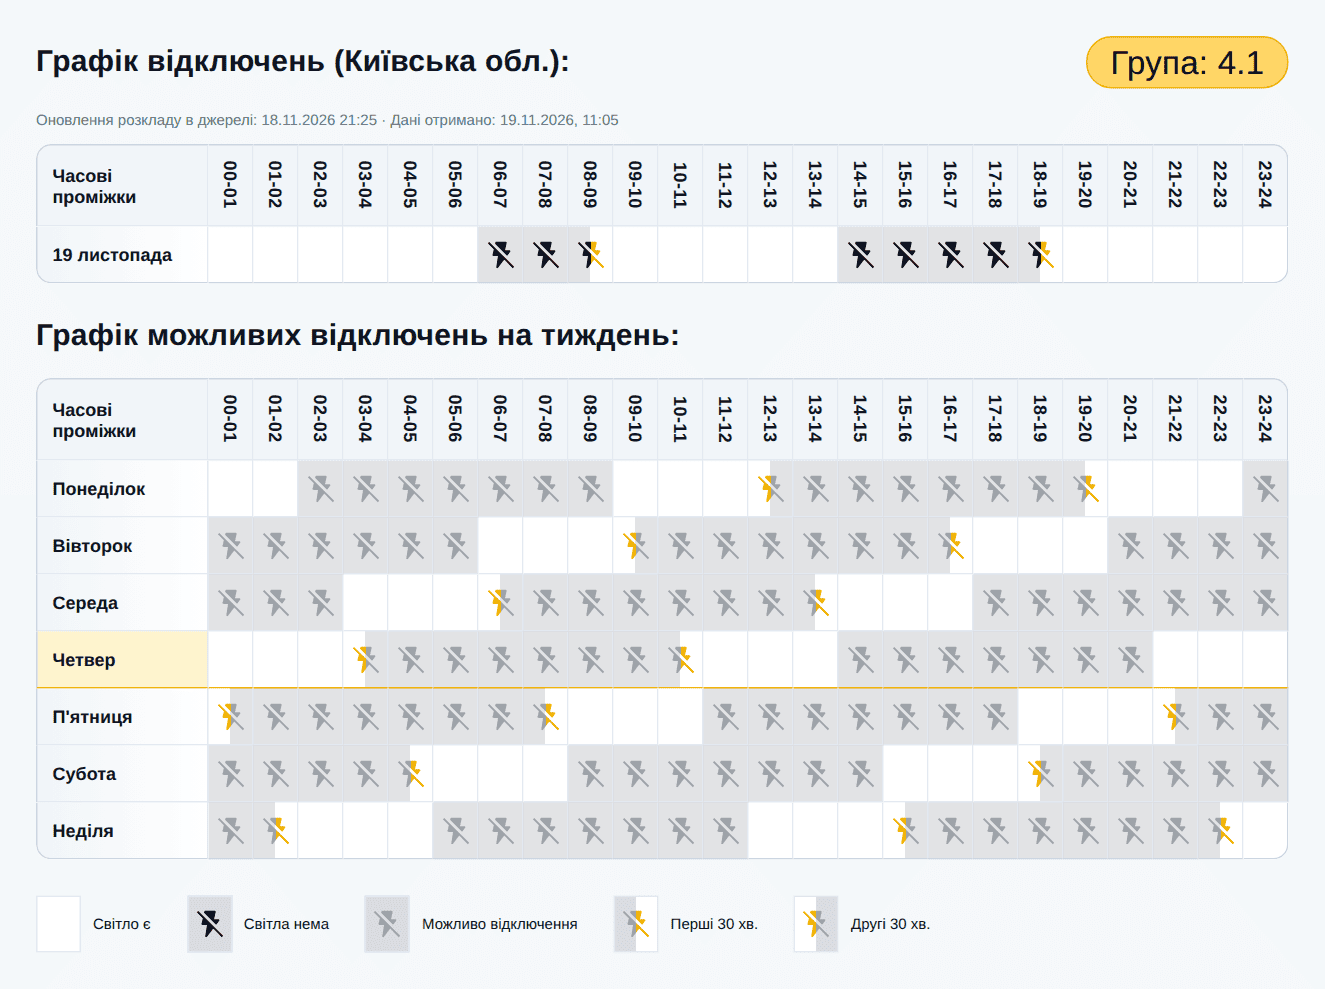 Графік відключень (Київська обл.):
Група: 4.1
Оновлення розкладу в джерелі: 18.11.2026 21:25 · Дані отримано: 19.11.2026, 11:05
Часові проміжки 00-01 01-02 02-03 03-04 04-05 05-06 06-07 07-08 08-09 09-10 10-11 11-12 12-13 13-14 14-15 15-16 16-17 17-18 18-19 19-20 20-21 21-22 22-23 23-24
19 листопада
Графік можливих відключень на тиждень:
Часові проміжки 00-01 01-02 02-03 03-04 04-05 05-06 06-07 07-08 08-09 09-10 10-11 11-12 12-13 13-14 14-15 15-16 16-17 17-18 18-19 19-20 20-21 21-22 22-23 23-24
Понеділок
Вівторок
Середа
Четвер
П'ятниця
Субота
Неділя
Світло є Світла нема Можливо відключення Перші 30 хв. Другі 30 хв.